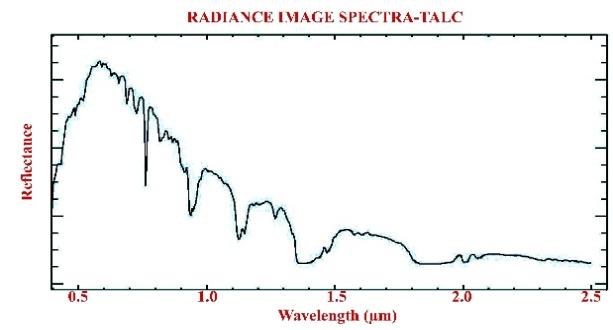 RADIANCE IMAGE SPECTRA-TALC
Reflectance
0.5 1.0 1.5 2.0 2.5
Wavelength (µm)